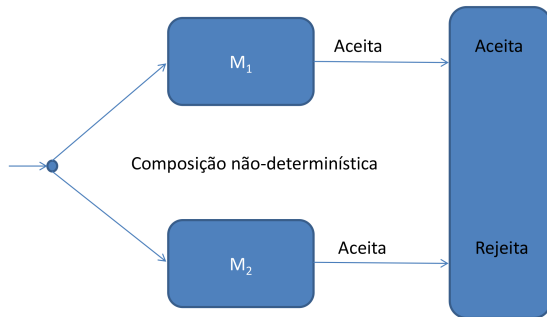 Aceita
Aceita
M1
Composição não-determinística
Aceita
Rejeita
M2